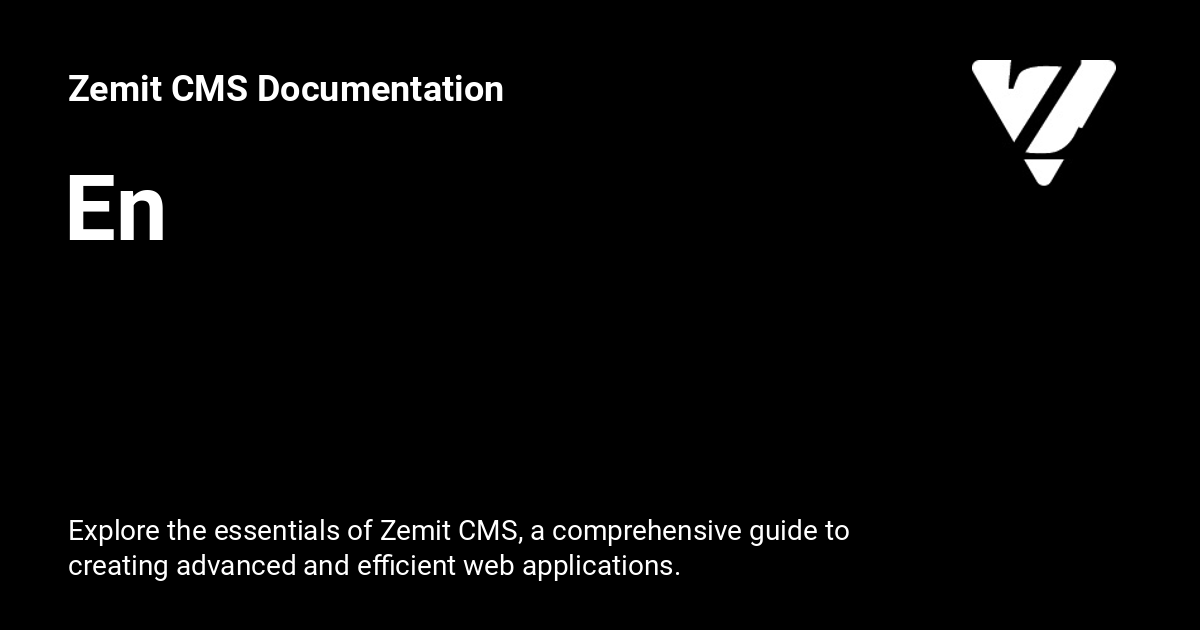 Zemit CMS Documentation
En
Explore the essentials of Zemit CMS, a comprehensive guide to
creating advanced and efficient web applications.